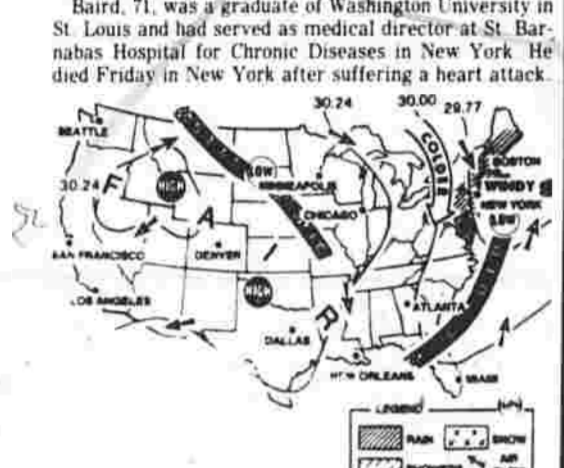 Baird, 71, was a graduate of Washington University in
St. Louis and had served as medical director at St. Bar-
nabas Hospital for Chronic Diseases in New York. He
died Friday in New York after suffering a heart attack.
30.24
30.00
29.77
SEATTLE
COLDER
BOSTON
LOW
MINNEAPOLIS
WINDY
30.24
F
HIGH
NEW YORK
LOW
A
CHICAGO
SAN FRANCISCO
DENVER
HIGH
LOS ANGELES
ATLANTA
R
DALLAS
NEW ORLEANS
MIAMI
LEGEND
RAIN
SNOW
AIR